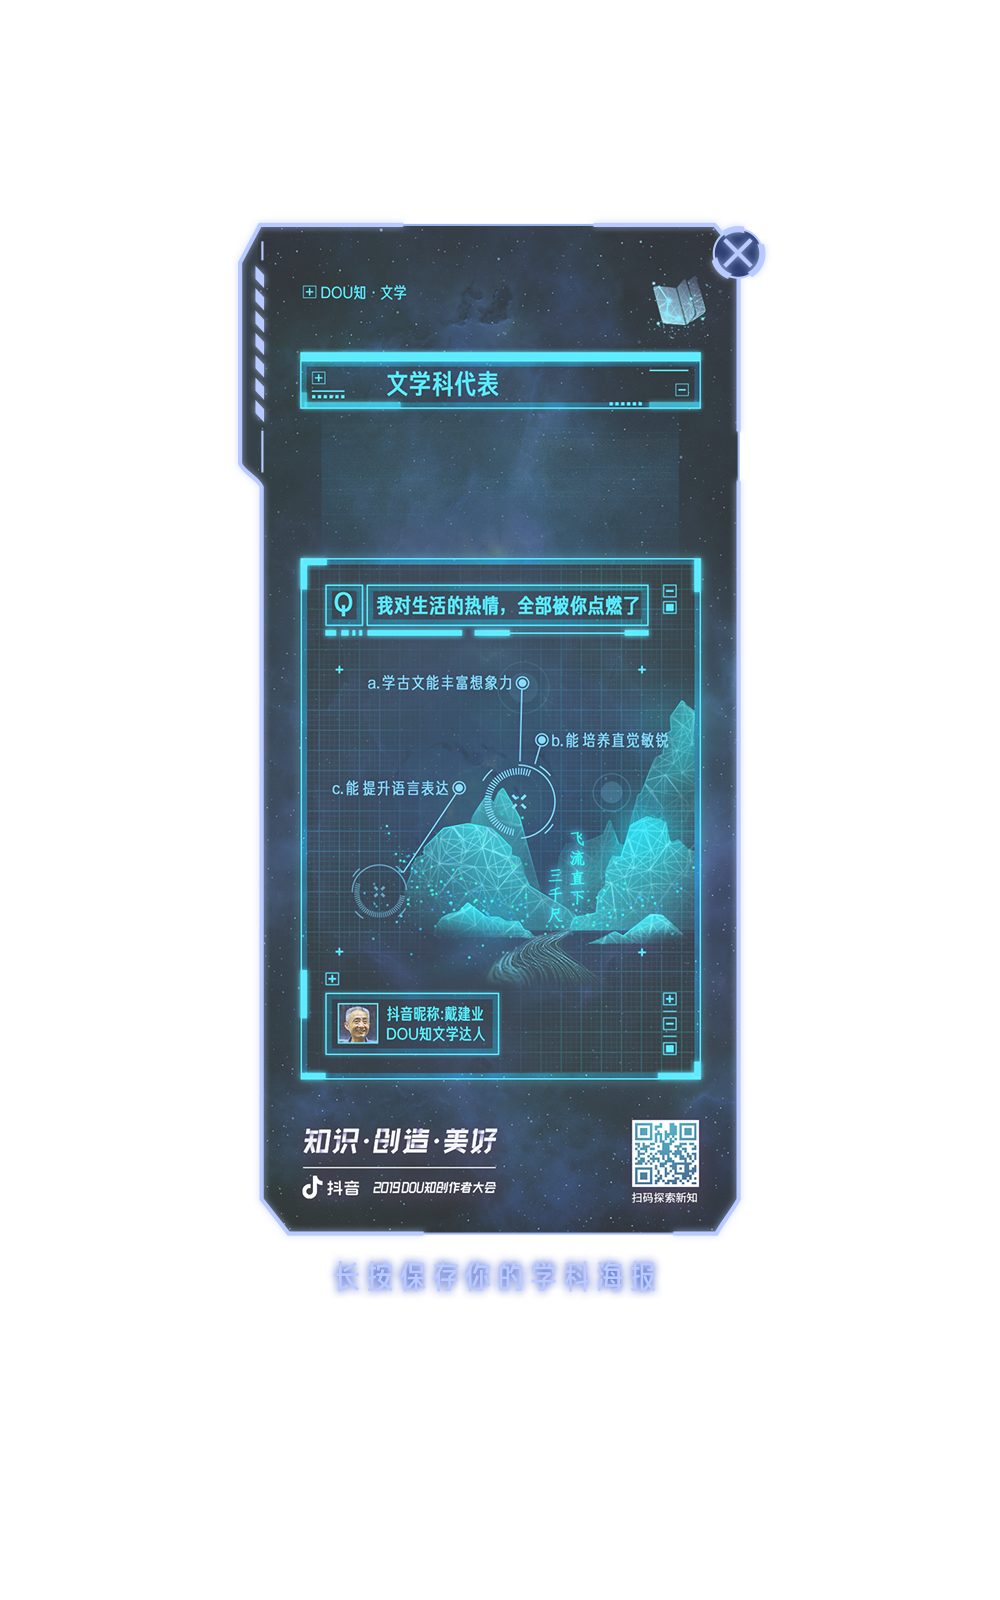 DOU知·文学
文学科代表
Q 我对生活的热情，全部被你点燃了
a.学古文能丰富想象力
b.能 培养直觉敏锐
c.能 提升语言表达
飞流直下
三千尺
抖音昵称:戴建业
DOU知文学达人
知识·创造·美好
抖音 2019DOU知创作者大会
扫码探索新知
长按保存你的学科海报